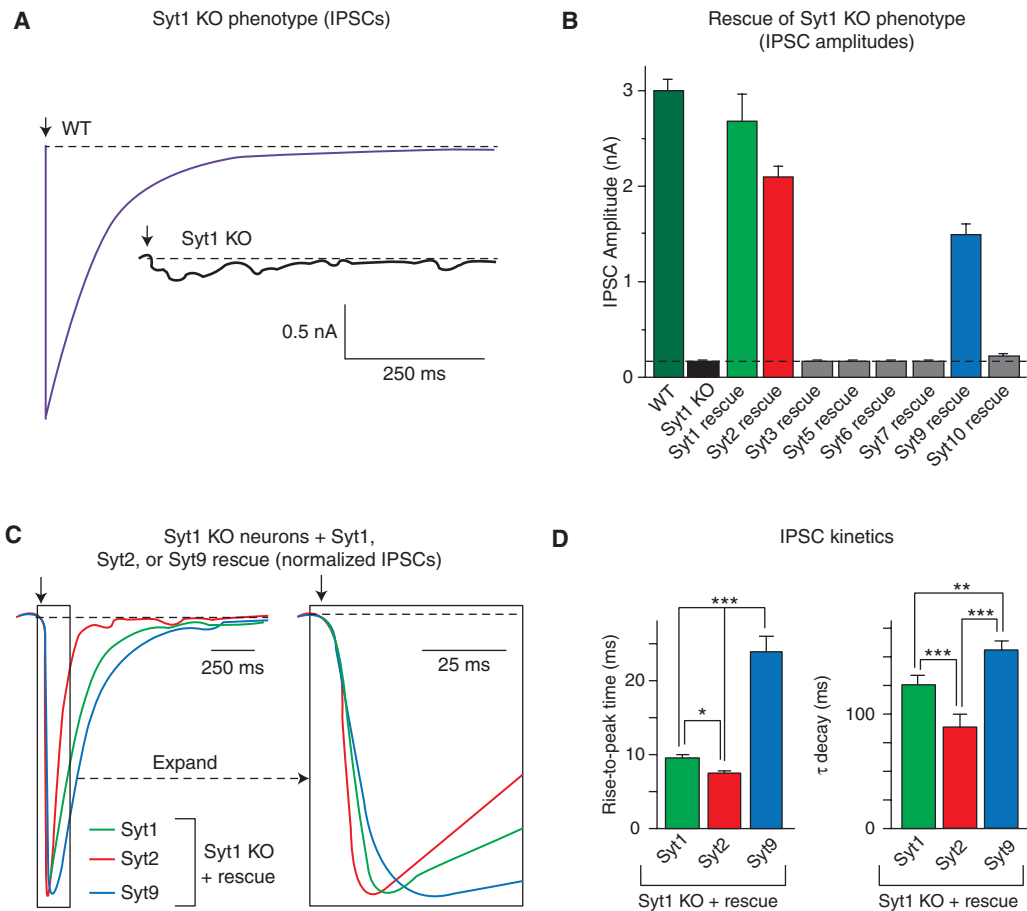 A
Syt1 KO phenotype (IPSCs)
WT
Syt1 KO
0.5 nA
250 ms
B
Rescue of Syt1 KO phenotype
(IPSC amplitudes)
IPSC Amplitude (nA)
3
2
1
0
WT
Syt1 KO
Syt1 rescue
Syt2 rescue
Syt3 rescue
Syt5 rescue
Syt6 rescue
Syt7 rescue
Syt9 rescue
Syt10 rescue
C
Syt1 KO neurons + Syt1,
Syt2, or Syt9 rescue (normalized IPSCs)
250 ms
25 ms
Expand
Syt1
Syt2
Syt9
Syt1 KO
+ rescue
D
IPSC kinetics
Rise-to-peak time (ms)
20
10
0
***
*
Syt1
Syt2
Syt9
Syt1 KO + rescue
τ decay (ms)
100
0
**
***
***
Syt1
Syt2
Syt9
Syt1 KO + rescue